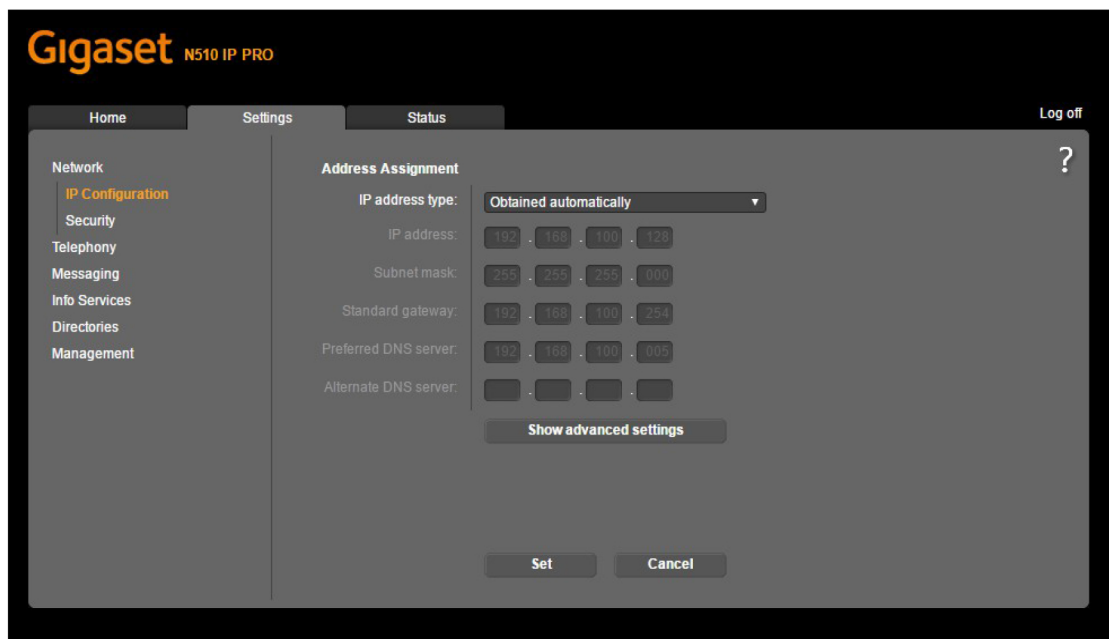 Gigaset N510 IP PRO
Home Settings Status Log off
?
Network
IP Configuration
Security
Telephony
Messaging
Info Services
Directories
Management
Address Assignment
IP address type: Obtained automatically
IP address: 192 . 168 . 100 . 128
Subnet mask: 255 . 255 . 255 . 000
Standard gateway: 192 . 168 . 100 . 254
Preferred DNS server: 192 . 168 . 100 . 005
Alternate DNS server: . . .
Show advanced settings
Set Cancel